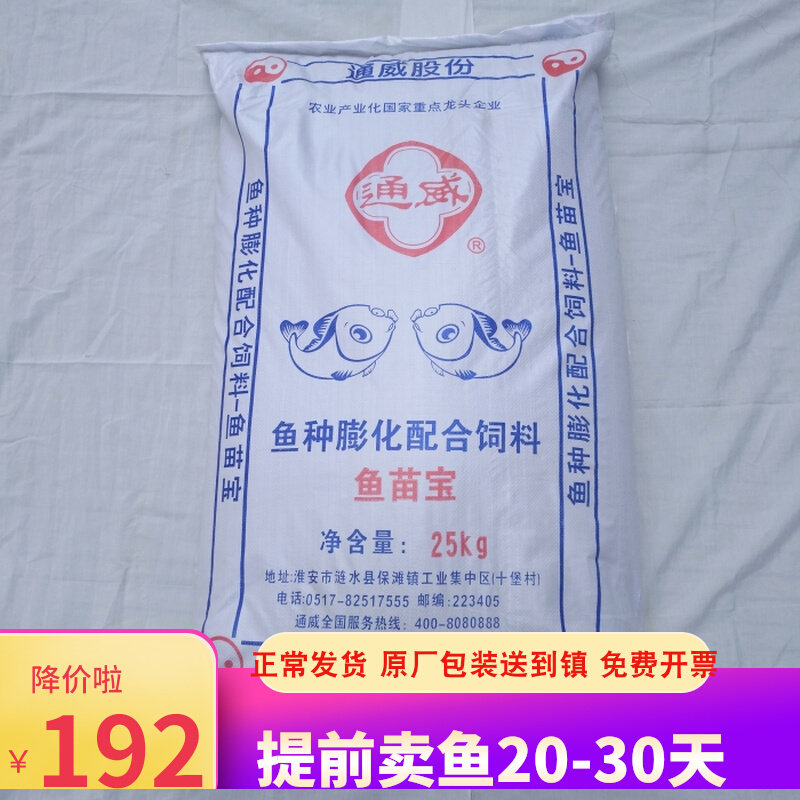 通威股份
农业产业化国家重点龙头企业
通威
®
鱼种膨化配合饲料-鱼苗宝
鱼种膨化配合饲料-鱼苗宝
鱼种膨化配合饲料
鱼苗宝
净含量：25kg
地址:淮安市涟水县保滩镇工业集中区(十堡村)
电话:0517-82517555 邮编:223405
通威全国服务热线: 400-8080888
降价啦
¥192
正常发货 原厂包装送到镇 免费开票
提前卖鱼20-30天